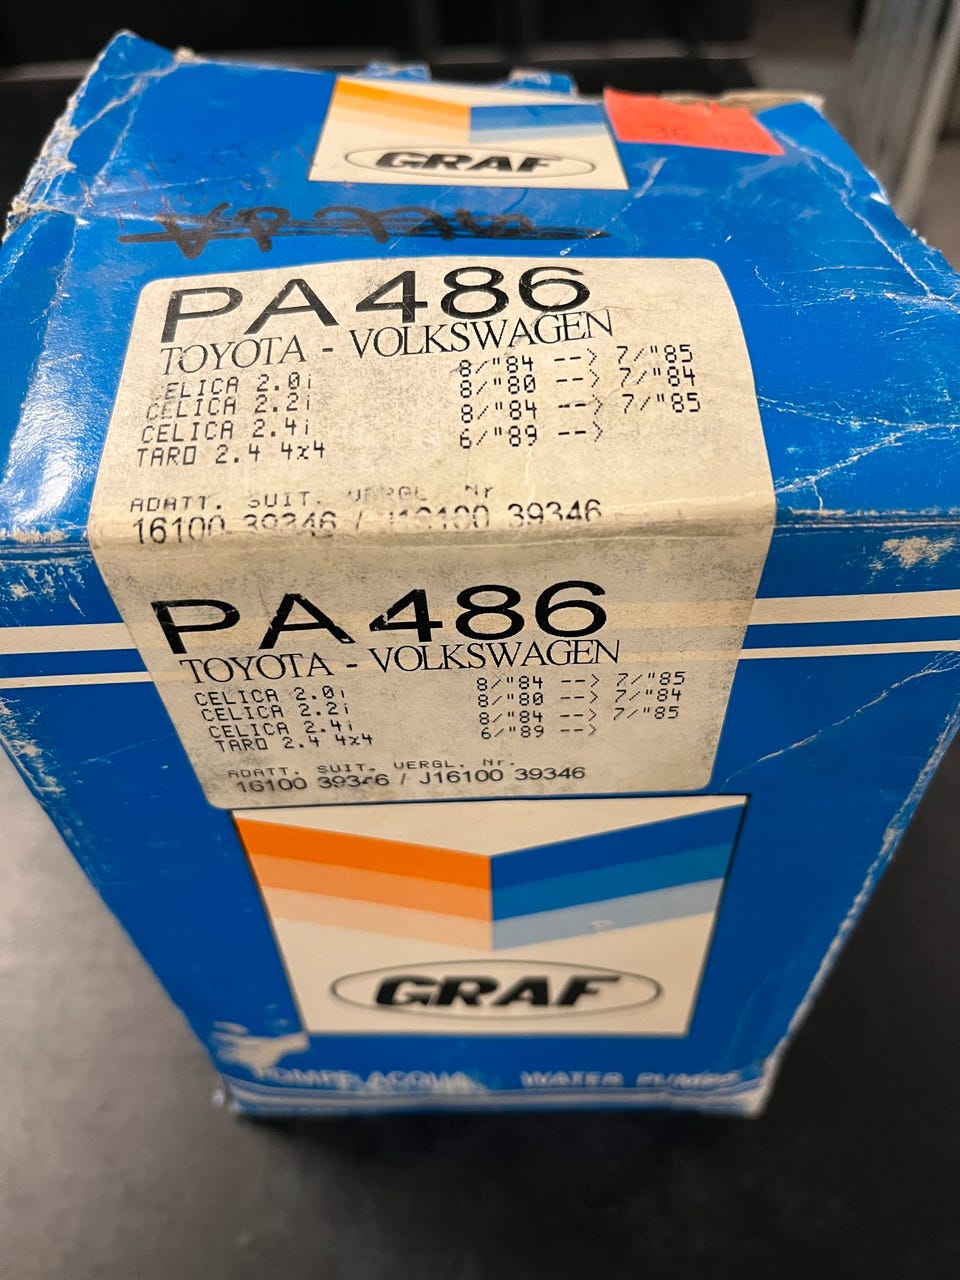 GRAF
PA486
TOYOTA - VOLKSWAGEN
CELICA 2.0i 8/"84 --> 7/"85
CELICA 2.2i 8/"80 --> 7/"84
CELICA 2.4i 8/"84 --> 7/"85
TARO 2.4 4x4 6/"89 -->
ADATT. SUIT. VERGL. Nr
16100 39346 / J16100 39346
PA486
TOYOTA - VOLKSWAGEN
CELICA 2.0i 8/"84 --> 7/"85
CELICA 2.2i 8/"80 --> 7/"84
CELICA 2.4i 8/"84 --> 7/"85
TARO 2.4 4x4 6/"89 -->
ADATT. SUIT. VERGL. Nr.
16100 39346 / J16100 39346
GRAF
POMPE ACQUA WATER PUMPS